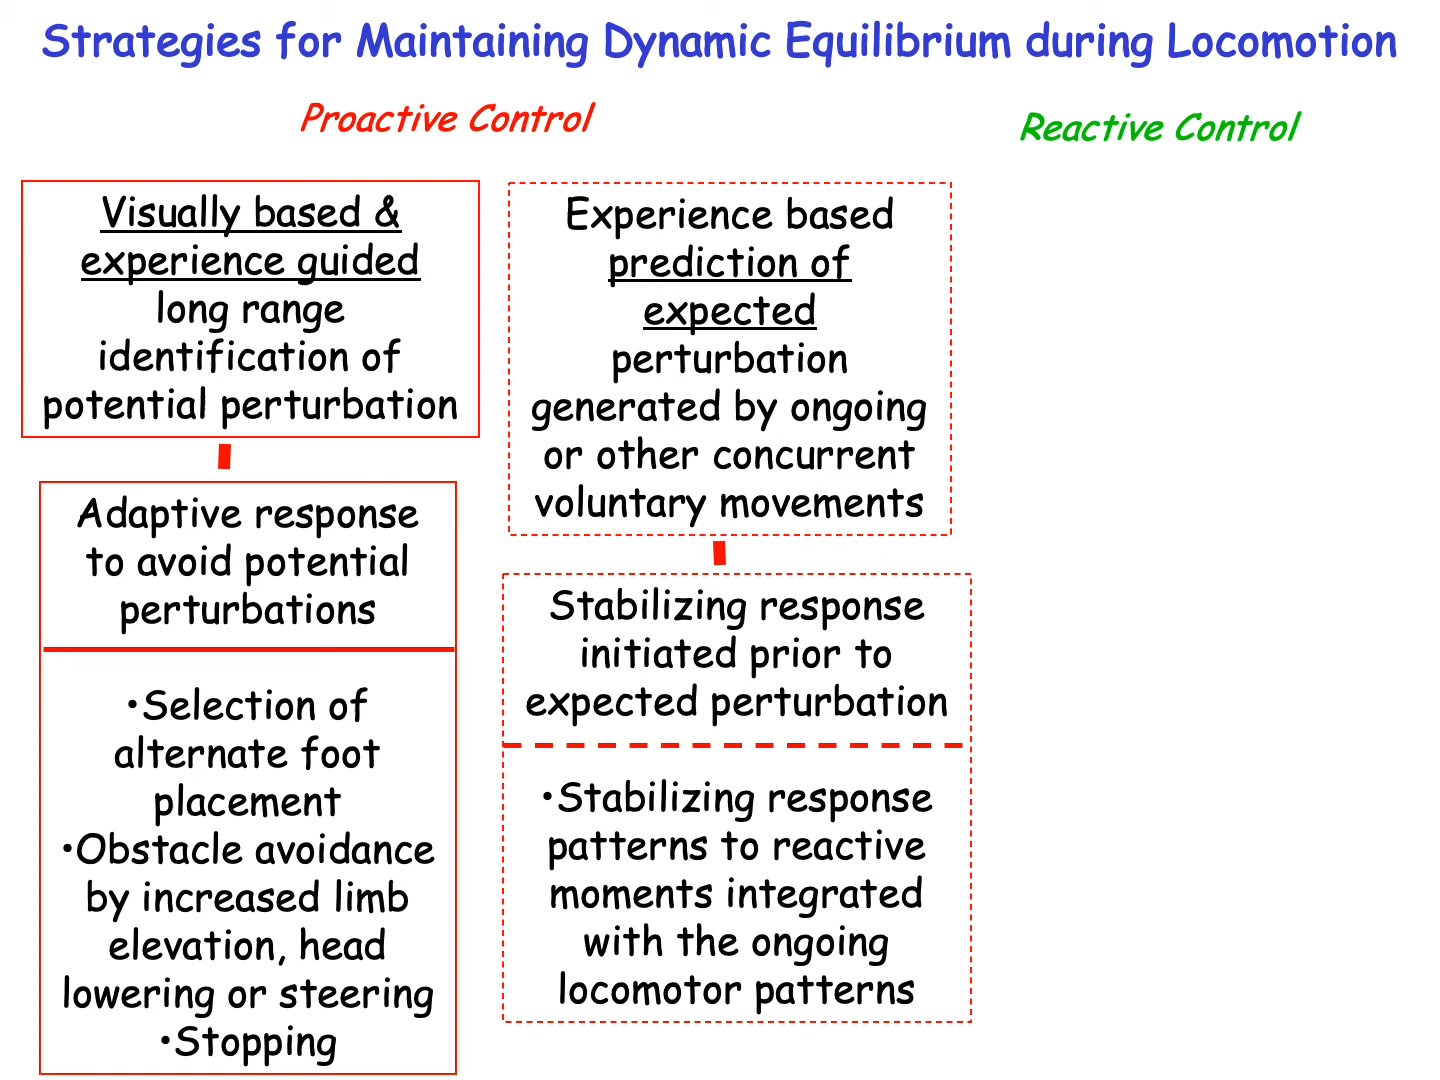 Strategies for Maintaining Dynamic Equilibrium during Locomotion
Proactive Control
Reactive Control
Visually based &
experience guided
long range
identification of
potential perturbation
Adaptive response
to avoid potential
perturbations
•Selection of
alternate foot
placement
•Obstacle avoidance
by increased limb
elevation, head
lowering or steering
•Stopping
Experience based
prediction of
expected
perturbation
generated by ongoing
or other concurrent
voluntary movements
Stabilizing response
initiated prior to
expected perturbation
•Stabilizing response
patterns to reactive
moments integrated
with the ongoing
locomotor patterns